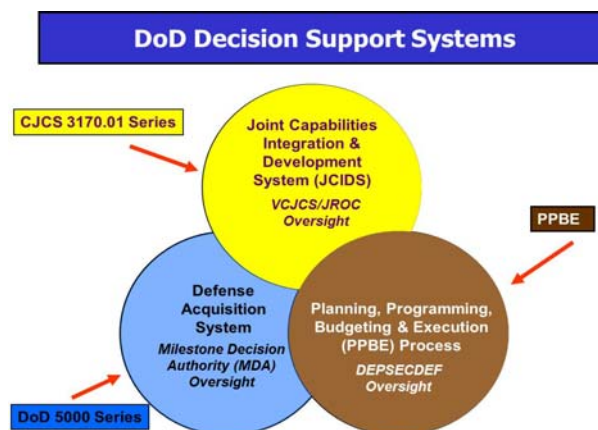 DoD Decision Support Systems
CJCS 3170.01 Series
Joint Capabilities
Integration &
Development
System (JCIDS)
VCJCS/JROC
Oversight
PPBE
Defense
Acquisition
System
Milestone Decision
Authority (MDA)
Oversight
Planning, Programming,
Budgeting & Execution
(PPBE) Process
DEPSECDEF
Oversight
DoD 5000 Series